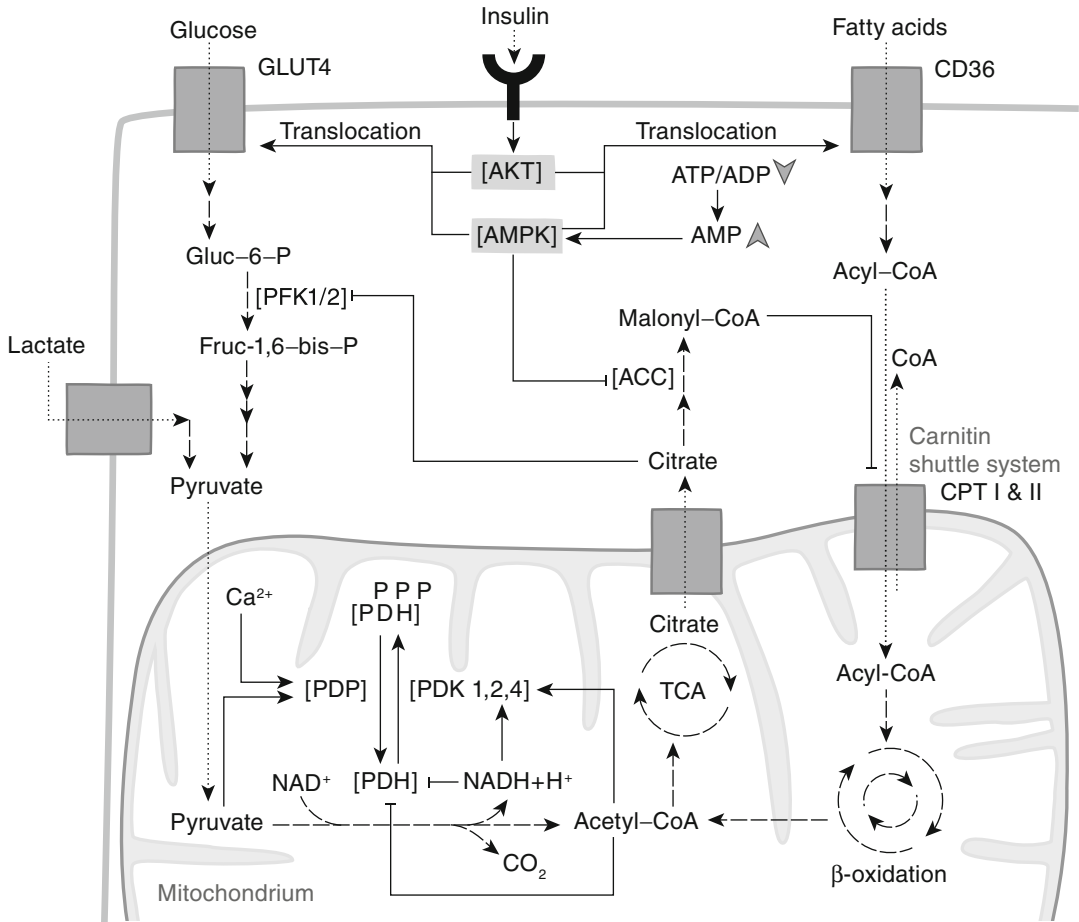 Glucose
Insulin
Fatty acids
GLUT4
CD36
Translocation
Translocation
[AKT]
ATP/ADP
[AMPK]
AMP
Gluc–6–P
Acyl–CoA
[PFK1/2]
Malonyl–CoA
Lactate
Fruc-1,6–bis–P
CoA
[ACC]
Carnitin
shuttle system
Citrate
CPT I & II
Pyruvate
Ca2+
P P P
[PDH]
Citrate
Acyl-CoA
[PDP]
[PDK 1,2,4]
TCA
NAD+
[PDH]
NADH+H+
Pyruvate
Acetyl–CoA
CO2
β-oxidation
Mitochondrium